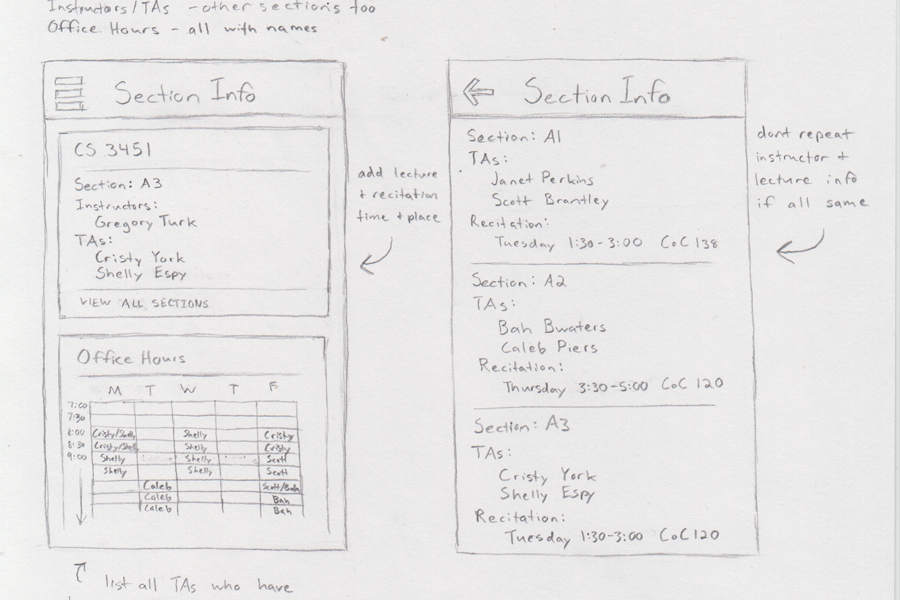 Instructors/TAs - other sections too
Office Hours - all with names
Section Info
CS 3451
Section: A3
Instructors:
Gregory Turk
TAs:
Cristy York
Shelly Espy
VIEW ALL SECTIONS
add lecture
+ recitation
time + place
Office Hours
M T W T F
7:00
7:30
8:00 Cristy/Shelly Shelly Cristy
8:30 Cristy/Shelly Shelly Cristy
9:00 Shelly Shelly Scott
Shelly Shelly Scott
Caleb Scott/Bah
Caleb Bah
Caleb Bah
list all TAs who have
Section Info
Section: A1
TAs:
Janet Perkins
Scott Brantley
Recitation:
Tuesday 1:30-3:00 CoC 138
Section: A2
TAs:
Bah Bwaters
Caleb Piers
Recitation:
Thursday 3:30-5:00 CoC 120
Section: A3
TAs:
Cristy York
Shelly Espy
Recitation:
Tuesday 1:30-3:00 CoC 120
dont repeat
instructor +
lecture info
if all same